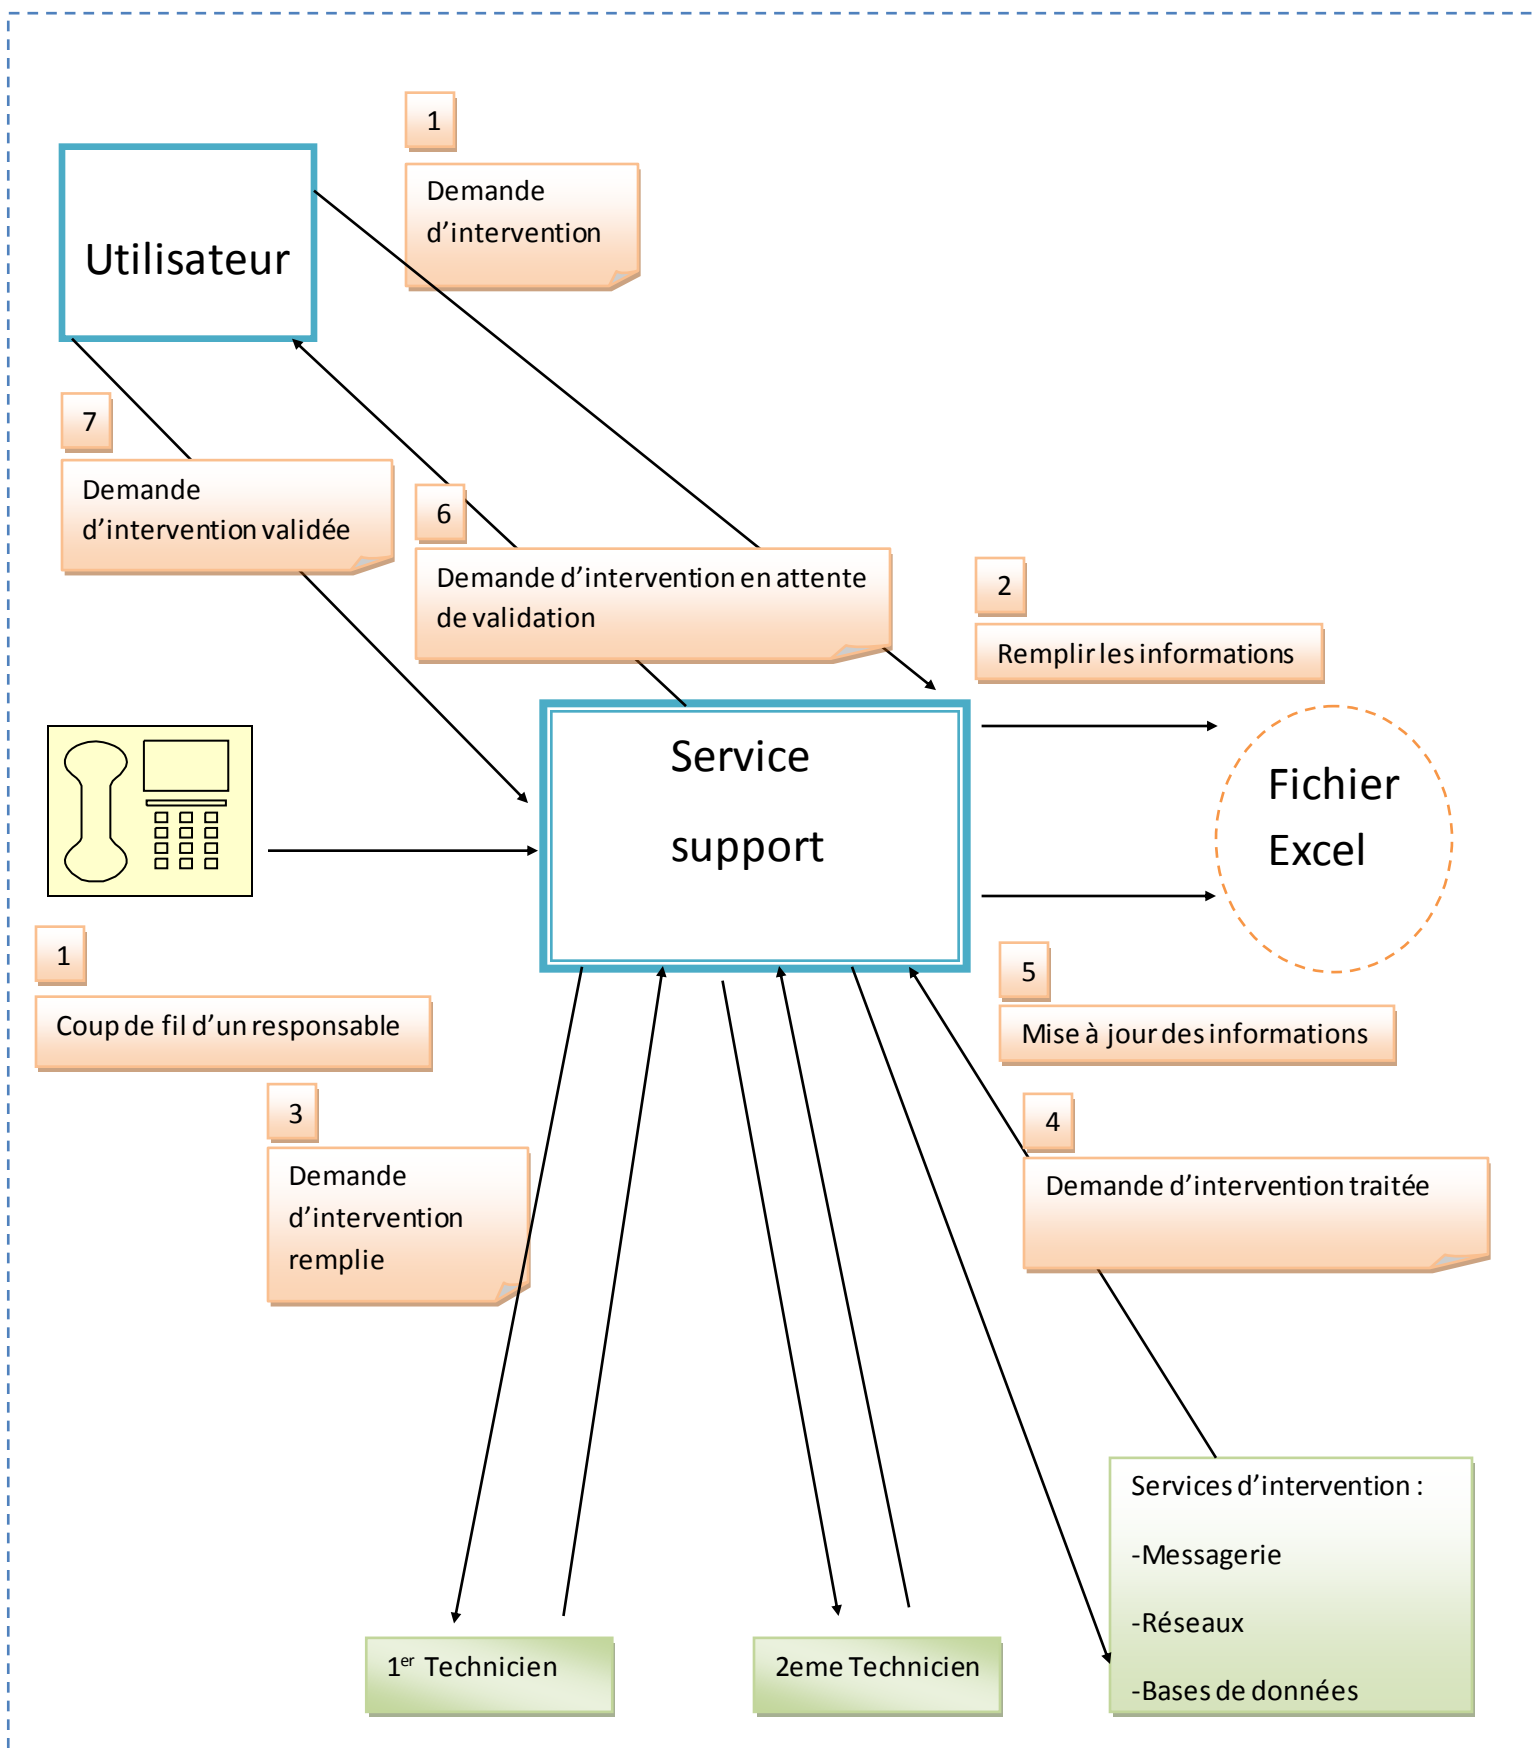 1
Demande
d’intervention
Utilisateur
7
Demande
d’intervention validée
6
Demande d’intervention en attente
de validation
2
Remplir les informations
Service
support
Fichier
Excel
1
Coup de fil d’un responsable
5
Mise à jour des informations
3
Demande
d’intervention
remplie
4
Demande d’intervention traitée
1er Technicien
2eme Technicien
Services d’intervention :
-Messagerie
-Réseaux
-Bases de données